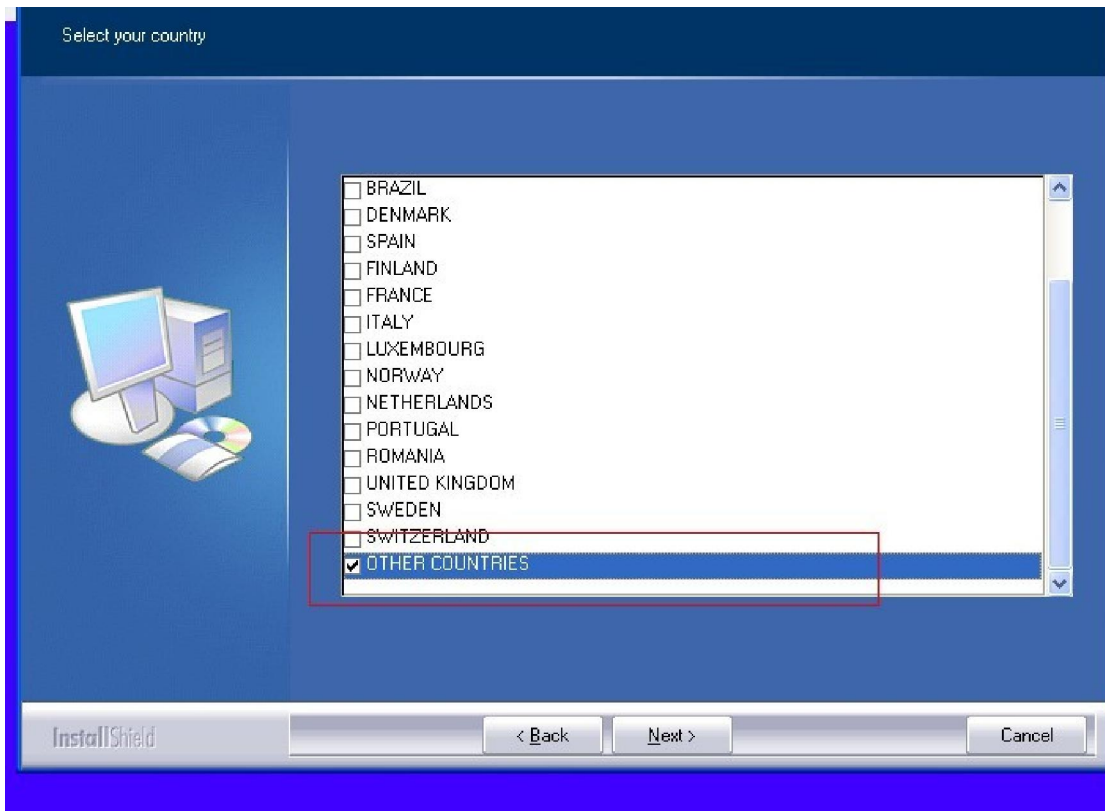 Select your country
BRAZIL
DENMARK
SPAIN
FINLAND
FRANCE
ITALY
LUXEMBOURG
NORWAY
NETHERLANDS
PORTUGAL
ROMANIA
UNITED KINGDOM
SWEDEN
SWITZERLAND
OTHER COUNTRIES
InstallShield
< Back
Next >
Cancel